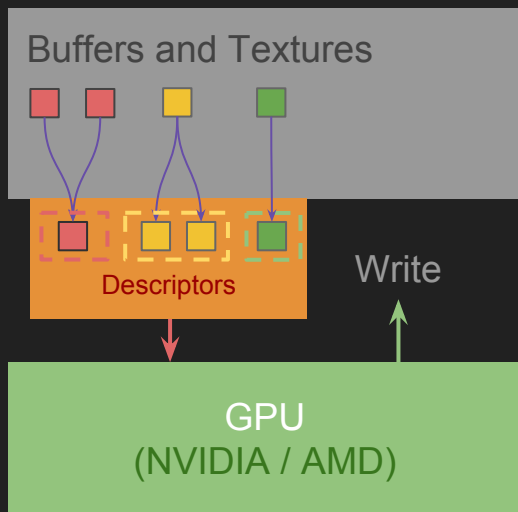 Buffers and Textures
Descriptors
Write
GPU
(NVIDIA / AMD)